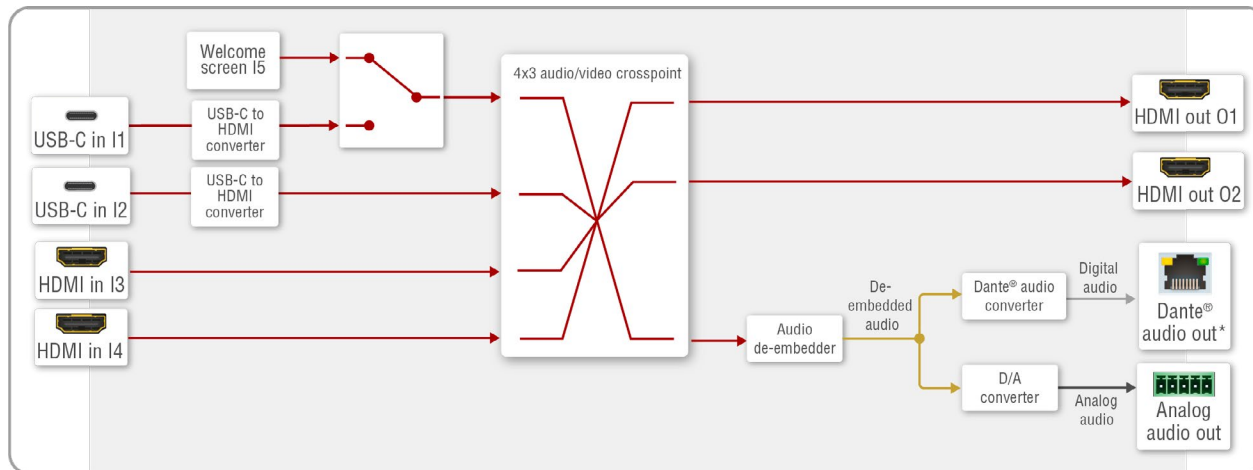 Welcome
screen I5
4x3 audio/video crosspoint
USB-C in I1
USB-C to
HDMI
converter
HDMI out O1
USB-C in I2
USB-C to
HDMI
converter
HDMI out O2
HDMI in I3
HDMI in I4
Audio
de-embedder
De-
embedded
audio
Dante® audio
converter
Digital
audio
Dante®
audio out*
D/A
converter
Analog
audio
Analog
audio out